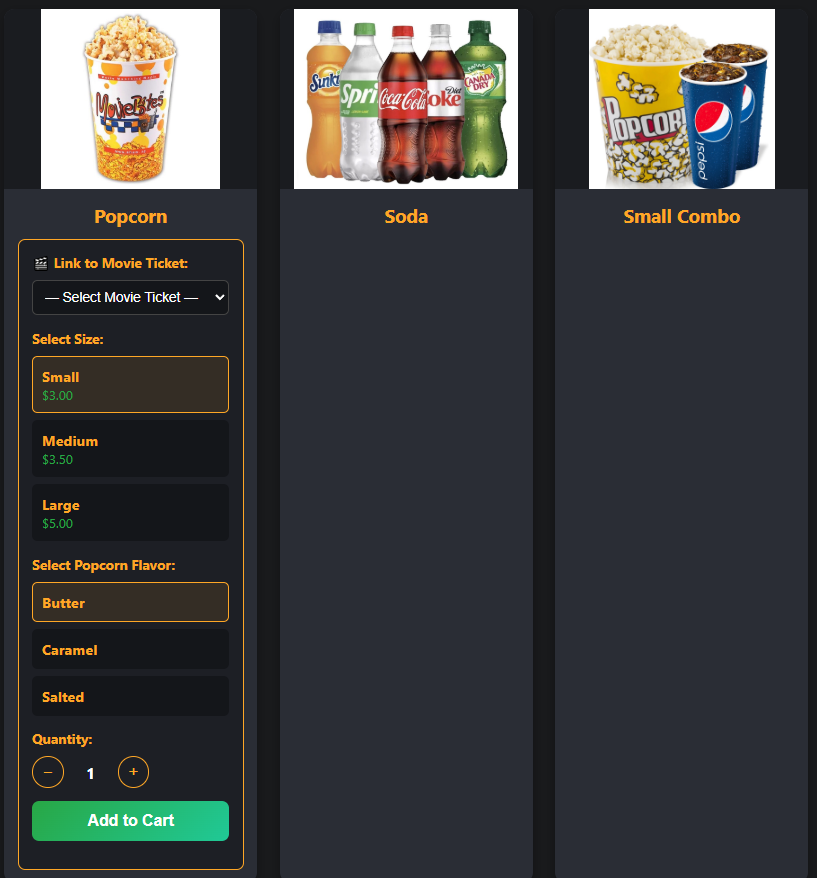 MovieBites
Sunki
Spri
Coca-Cola
Diet
oke
CANADA
DRY
POPCOR
pepsi
Popcorn
Soda
Small Combo
🎬 Link to Movie Ticket:
— Select Movie Ticket —
Select Size:
Small
$3.00
Medium
$3.50
Large
$5.00
Select Popcorn Flavor:
Butter
Caramel
Salted
Quantity:
− 1 +
Add to Cart